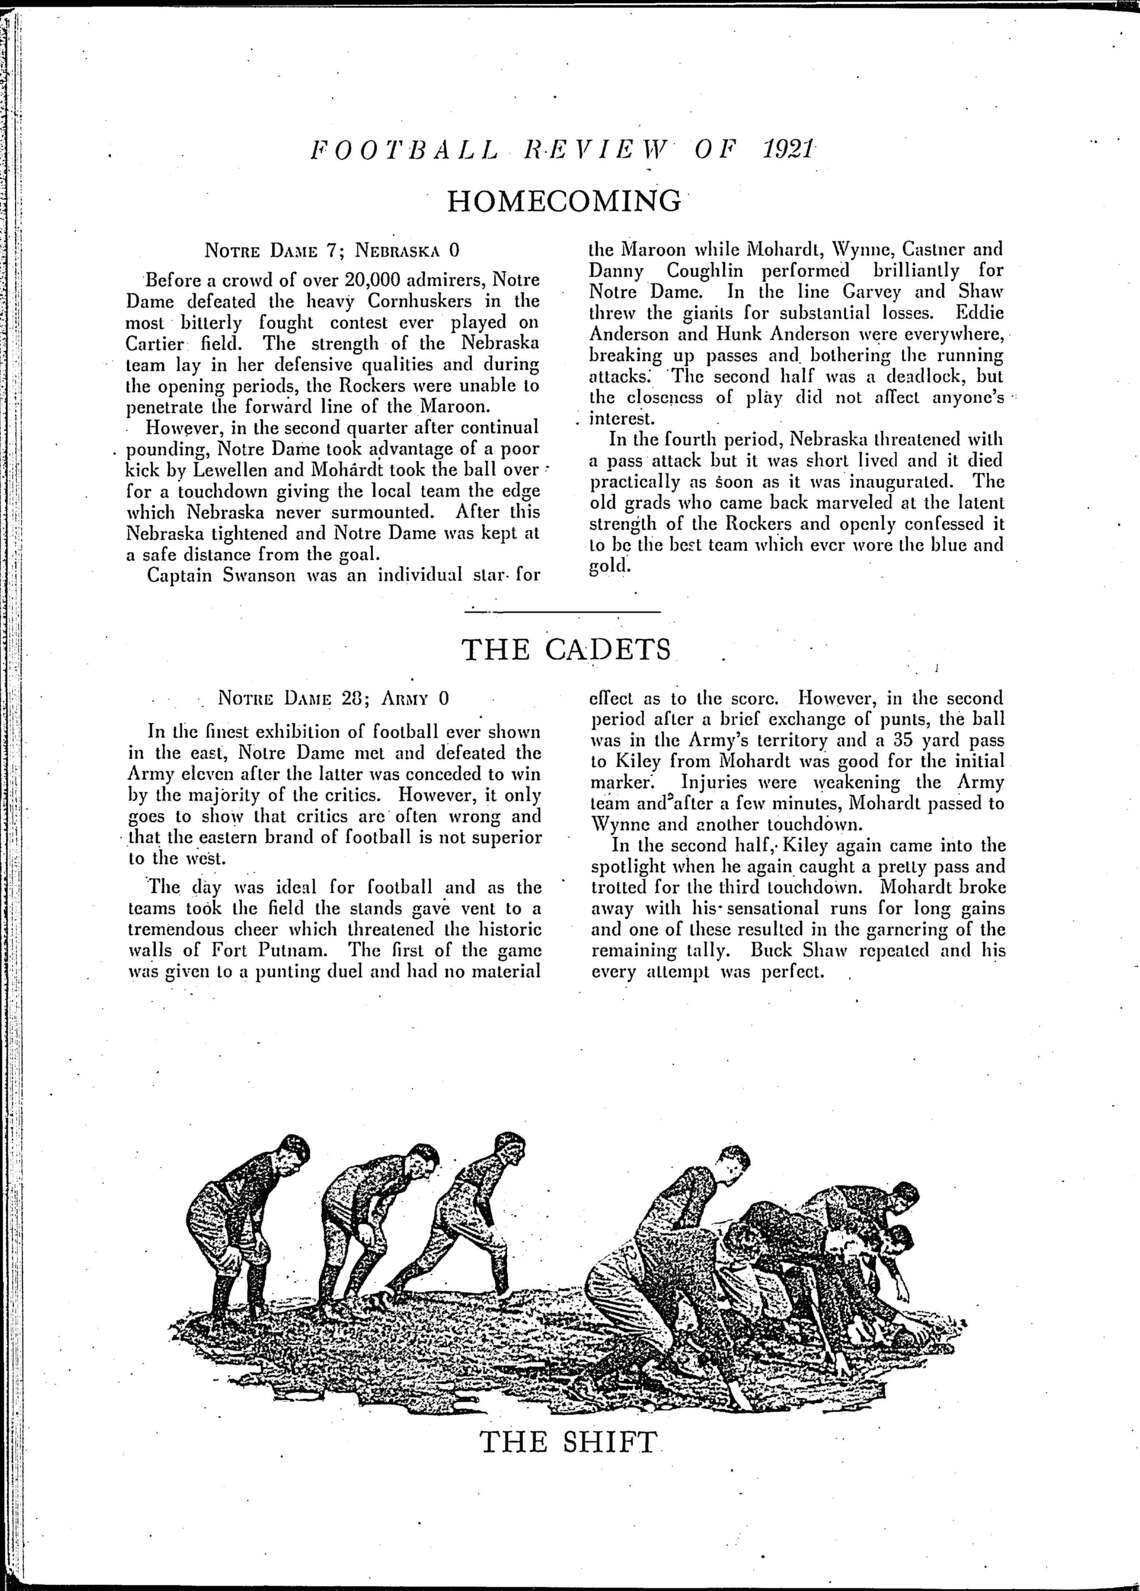 FOOTBALL REVIEW OF 1921
HOMECOMING
NOTRE DAME 7; NEBRASKA 0
Before a crowd of over 20,000 admirers, Notre
Dame defeated the heavy Cornhuskers in the
most bitterly fought contest ever played on
Cartier field. The strength of the Nebraska
team lay in her defensive qualities and during
the opening periods, the Rockers were unable to
penetrate the forward line of the Maroon.
However, in the second quarter after continual
pounding, Notre Dame took advantage of a poor
kick by Lewellen and Mohardt took the ball over
for a touchdown giving the local team the edge
which Nebraska never surmounted. After this
Nebraska tightened and Notre Dame was kept at
a safe distance from the goal.
Captain Swanson was an individual star for
the Maroon while Mohardt, Wynne, Castner and
Danny Coughlin performed brilliantly for
Notre Dame. In the line Garvey and Shaw
threw the giants for substantial losses. Eddie
Anderson and Hunk Anderson were everywhere,
breaking up passes and bothering the running
attacks. The second half was a deadlock, but
the closeness of play did not affect anyone's
interest.
In the fourth period, Nebraska threatened with
a pass attack but it was short lived and it died
practically as soon as it was inaugurated. The
old grads who came back marveled at the latent
strength of the Rockers and openly confessed it
to be the best team which ever wore the blue and
gold.
THE CADETS
NOTRE DAME 28; ARMY 0
In the finest exhibition of football ever shown
in the east, Notre Dame met and defeated the
Army eleven after the latter was conceded to win
by the majority of the critics. However, it only
goes to show that critics are often wrong and
that the eastern brand of football is not superior
to the west.
The day was ideal for football and as the
teams took the field the stands gave vent to a
tremendous cheer which threatened the historic
walls of Fort Putnam. The first of the game
was given to a punting duel and had no material
effect as to the score. However, in the second
period after a brief exchange of punts, the ball
was in the Army's territory and a 35 yard pass
to Kiley from Mohardt was good for the initial
marker. Injuries were weakening the Army
team and after a few minutes, Mohardt passed to
Wynne and another touchdown.
In the second half, Kiley again came into the
spotlight when he again caught a pretty pass and
trotted for the third touchdown. Mohardt broke
away with his sensational runs for long gains
and one of these resulted in the garnering of the
remaining tally. Buck Shaw repeated and his
every attempt was perfect.
THE SHIFT